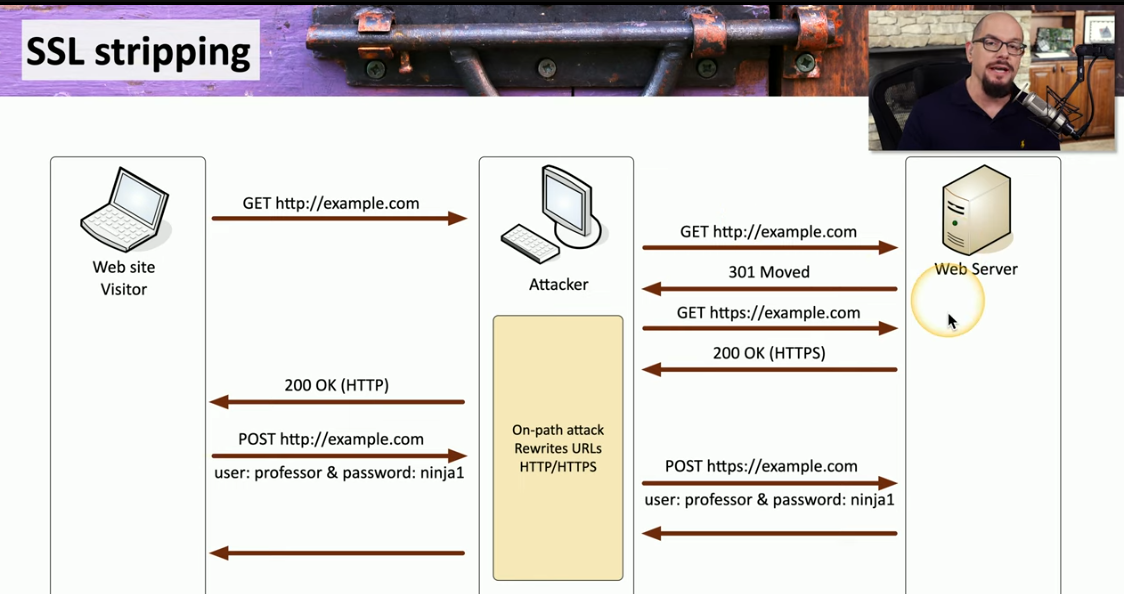 SSL stripping
GET http://example.com
GET http://example.com
Web site
Visitor
Attacker
Web Server
301 Moved
GET https://example.com
200 OK (HTTPS)
200 OK (HTTP)
On-path attack
Rewrites URLs
HTTP/HTTPS
POST http://example.com
user: professor & password: ninja1
POST https://example.com
user: professor & password: ninja1